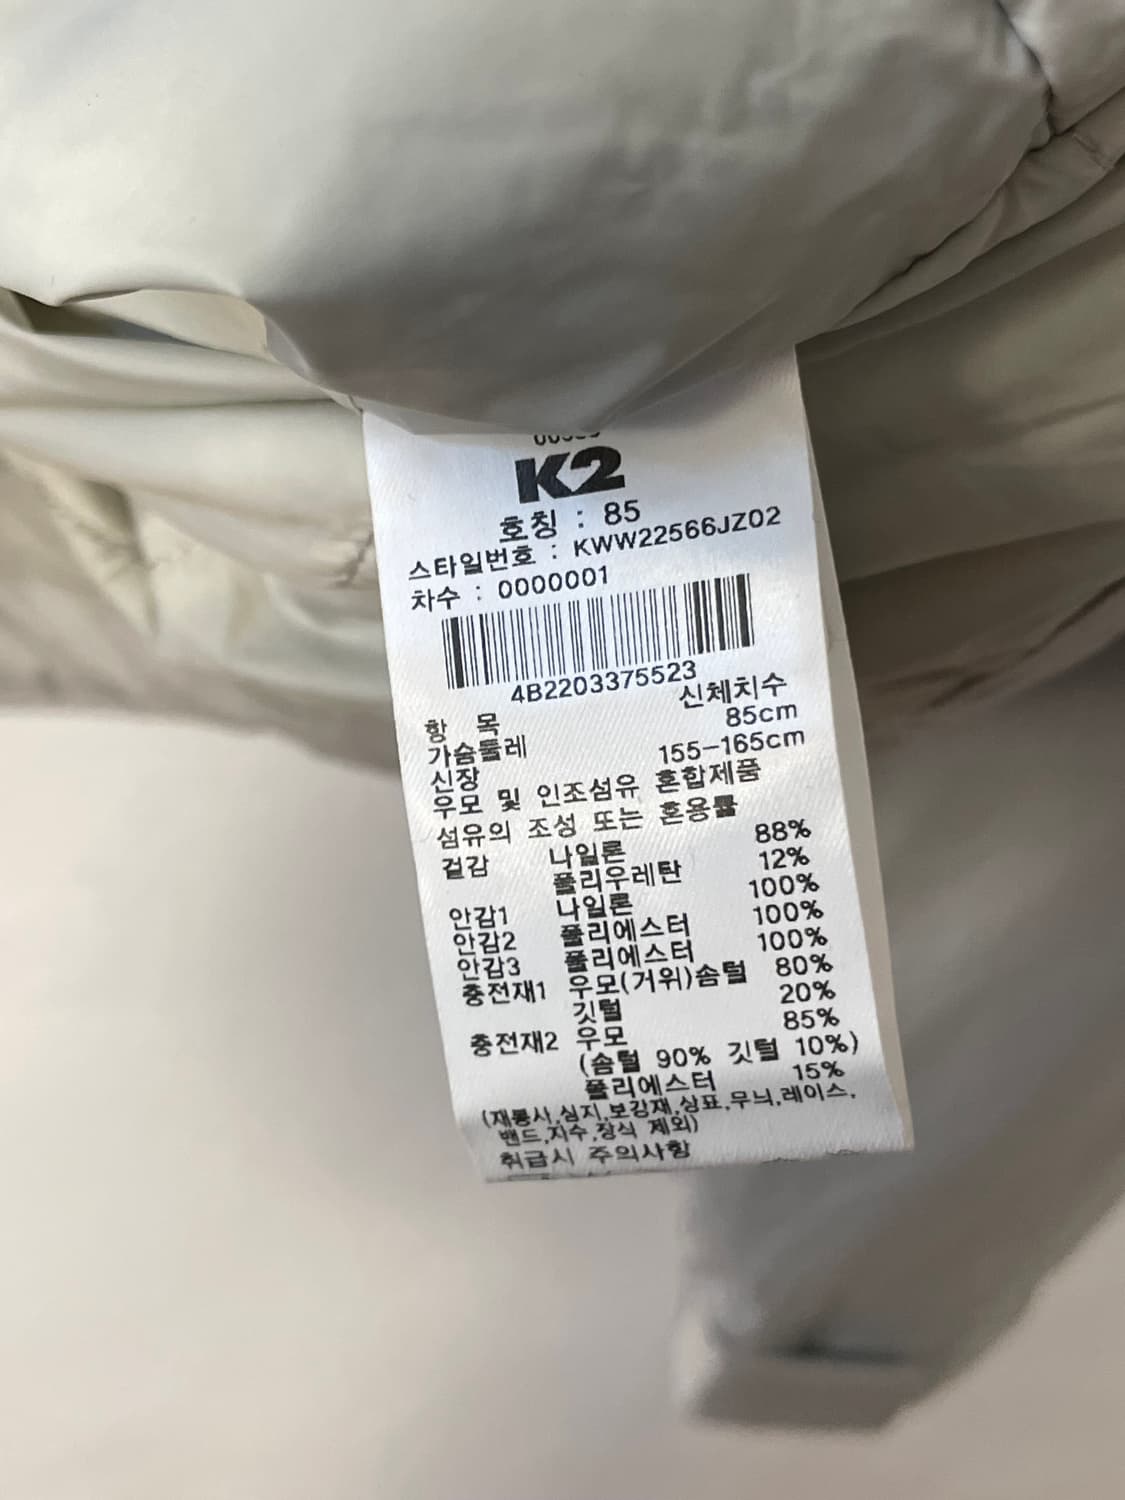 K2
호칭 : 85
스타일번호 : KWW22566JZ02
차수 : 0000001
4B2203375523
항 목 신체치수
가슴둘레 85cm
신장 155-165cm
우모 및 인조섬유 혼합제품
섬유의 조성 또는 혼용률
겉감 나일론 88%
폴리우레탄 12%
안감1 나일론 100%
안감2 폴리에스터 100%
안감3 폴리에스터 100%
충전재1 우모(거위)솜털 80%
깃털 20%
충전재2 우모 85%
(솜털 90% 깃털 10%)
폴리에스터 15%
(재봉사,심지,보강재,상표,무늬,레이스,
밴드,자수,장식 제외)
취급시 주의사항